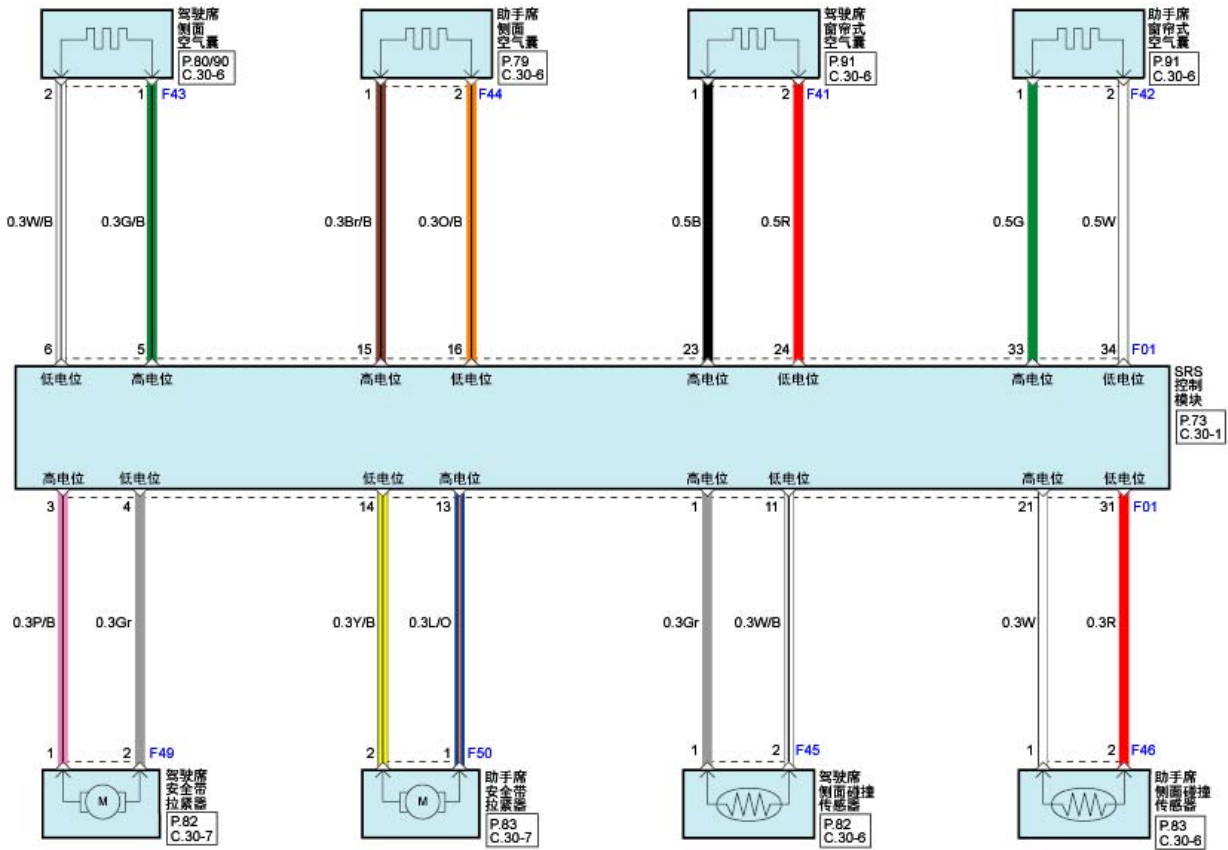 驾驶席
侧面
空气囊
P.80/90
C.30-6
助手席
侧面
空气囊
P.79
C.30-6
驾驶席
窗帘式
空气囊
P.91
C.30-6
助手席
窗帘式
空气囊
P.91
C.30-6
2 1 F43
1 2 F44
1 2 F41
1 2 F42
0.3W/B 0.3G/B 0.3Br/B 0.3O/B 0.5B 0.5R 0.5G 0.5W
6 5 15 16 23 24 33 34 F01
低电位 高电位 高电位 低电位 高电位 低电位 高电位 低电位
SRS
控制
模块
P.73
C.30-1
高电位 低电位 低电位 高电位 高电位 低电位 高电位 低电位
3 4 14 13 1 11 21 31 F01
0.3P/B 0.3Gr 0.3Y/B 0.3L/O 0.3Gr 0.3W/B 0.3W 0.3R
1 2 F49
2 1 F50
1 2 F45
1 2 F46
M
驾驶席
安全带
拉紧器
P.82
C.30-7
M
助手席
安全带
拉紧器
P.83
C.30-7
驾驶席
侧面碰撞
传感器
P.82
C.30-6
助手席
侧面碰撞
传感器
P.83
C.30-6